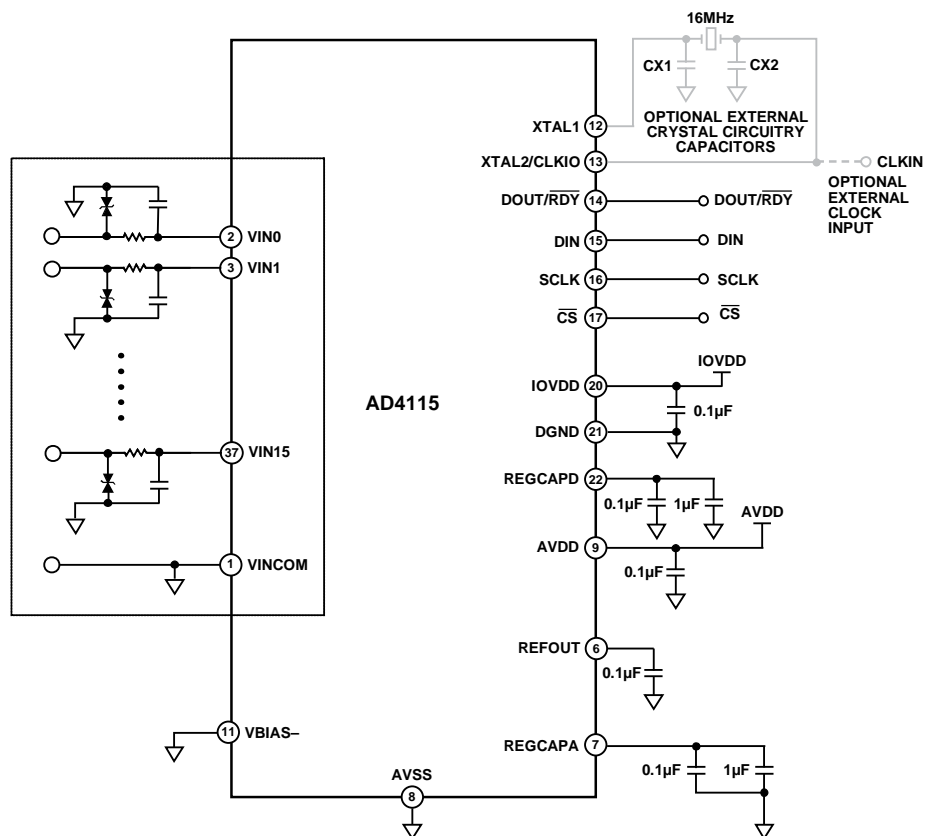 16MHz
CX1
CX2
OPTIONAL EXTERNAL
CRYSTAL CIRCUITRY
CAPACITORS
XTAL1
12
XTAL2/CLKIO
13
CLKIN
OPTIONAL
EXTERNAL
CLOCK
INPUT
DOUT/RDY
14
DOUT/RDY
DIN
15
DIN
SCLK
16
SCLK
CS
17
CS
2
VIN0
3
VIN1
37
VIN15
1
VINCOM
11
VBIAS–
AD4115
IOVDD
20
IOVDD
0.1µF
DGND
21
REGCAPD
22
0.1µF
1µF
AVDD
9
AVDD
0.1µF
REFOUT
6
0.1µF
REGCAPA
7
0.1µF
1µF
AVSS
8